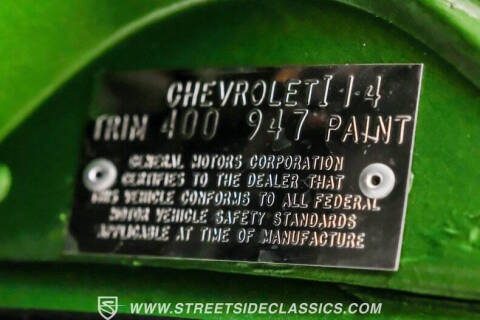 CHEVROLET I 14
TRIM 400 947 PAINT
GENERAL MOTORS CORPORATION
CERTIFIES TO THE DEALER THAT
THIS VEHICLE CONFORMS TO ALL FEDERAL
MOTOR VEHICLE SAFETY STANDARDS
APPLICABLE AT TIME OF MANUFACTURE
WWW.STREETSIDECLASSICS.COM